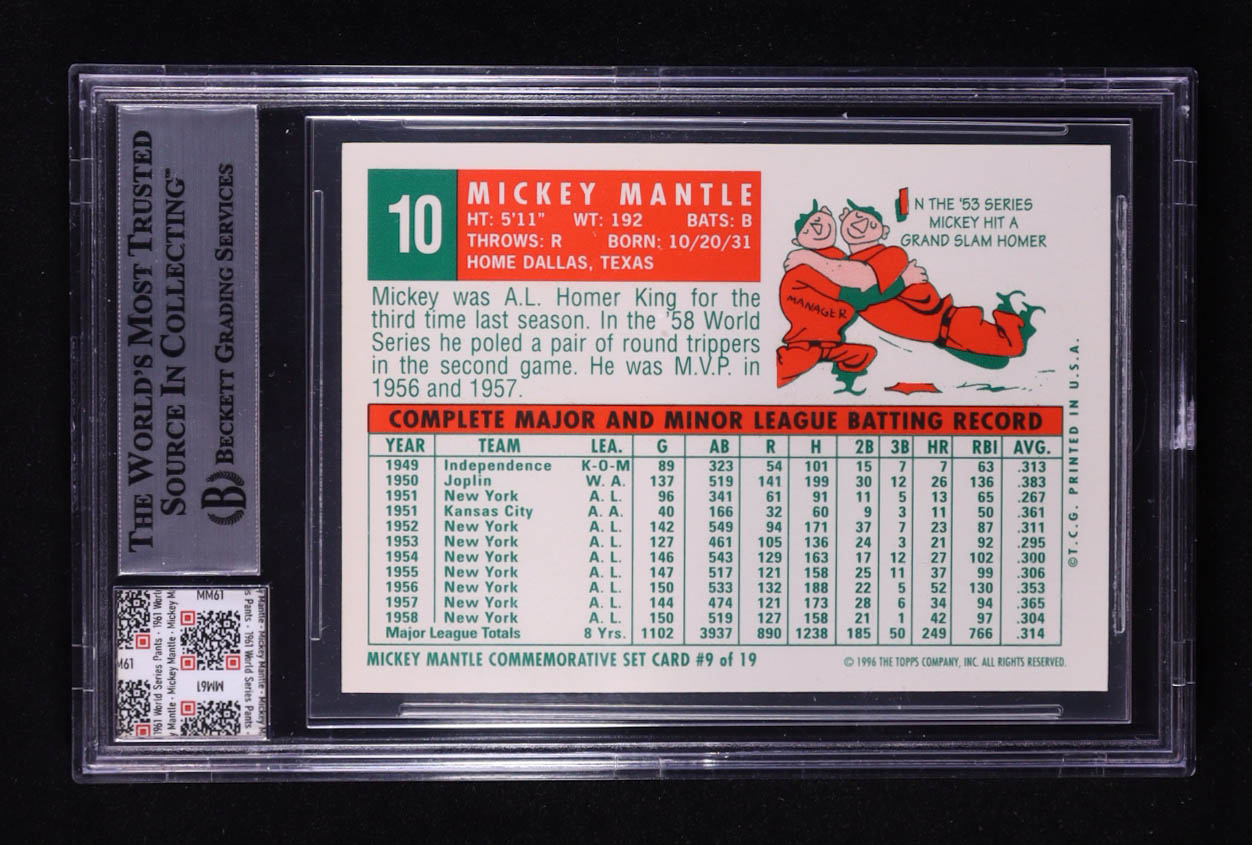 THE WORLD'S MOST TRUSTED
SOURCE IN COLLECTING™
B BECKETT GRADING SERVICES
MM61
1961 World Series Pants - Mickey Mantle
M61
MM61
10
MICKEY MANTLE
HT: 5'11" WT: 192 BATS: B
THROWS: R BORN: 10/20/31
HOME DALLAS, TEXAS
Mickey was A.L. Homer King for the
third time last season. In the '58 World
Series he poled a pair of round trippers
in the second game. He was M.V.P. in
1956 and 1957.
IN THE '53 SERIES
MICKEY HIT A
GRAND SLAM HOMER
MANAGER
COMPLETE MAJOR AND MINOR LEAGUE BATTING RECORD
YEAR TEAM LEA. G AB R H 2B 3B HR RBI AVG.
1949 Independence K-O-M 89 323 54 101 15 7 7 63 .313
1950 Joplin W. A. 137 519 141 199 30 12 26 136 .383
1951 New York A. L. 96 341 61 91 11 5 13 65 .267
1951 Kansas City A. A. 40 166 32 60 9 3 11 50 .361
1952 New York A. L. 142 549 94 171 37 7 23 87 .311
1953 New York A. L. 127 461 105 136 24 3 21 92 .295
1954 New York A. L. 146 543 129 163 17 12 27 102 .300
1955 New York A. L. 147 517 121 158 25 11 37 99 .306
1956 New York A. L. 150 533 132 188 22 5 52 130 .353
1957 New York A. L. 144 474 121 173 28 6 34 94 .365
1958 New York A. L. 150 519 127 158 21 1 42 97 .304
Major League Totals 8 Yrs. 1102 3937 890 1238 185 50 249 766 .314
MICKEY MANTLE COMMEMORATIVE SET CARD #9 of 19
© 1996 THE TOPPS COMPANY, INC. ALL RIGHTS RESERVED.
©T.C.G. PRINTED IN U.S.A.